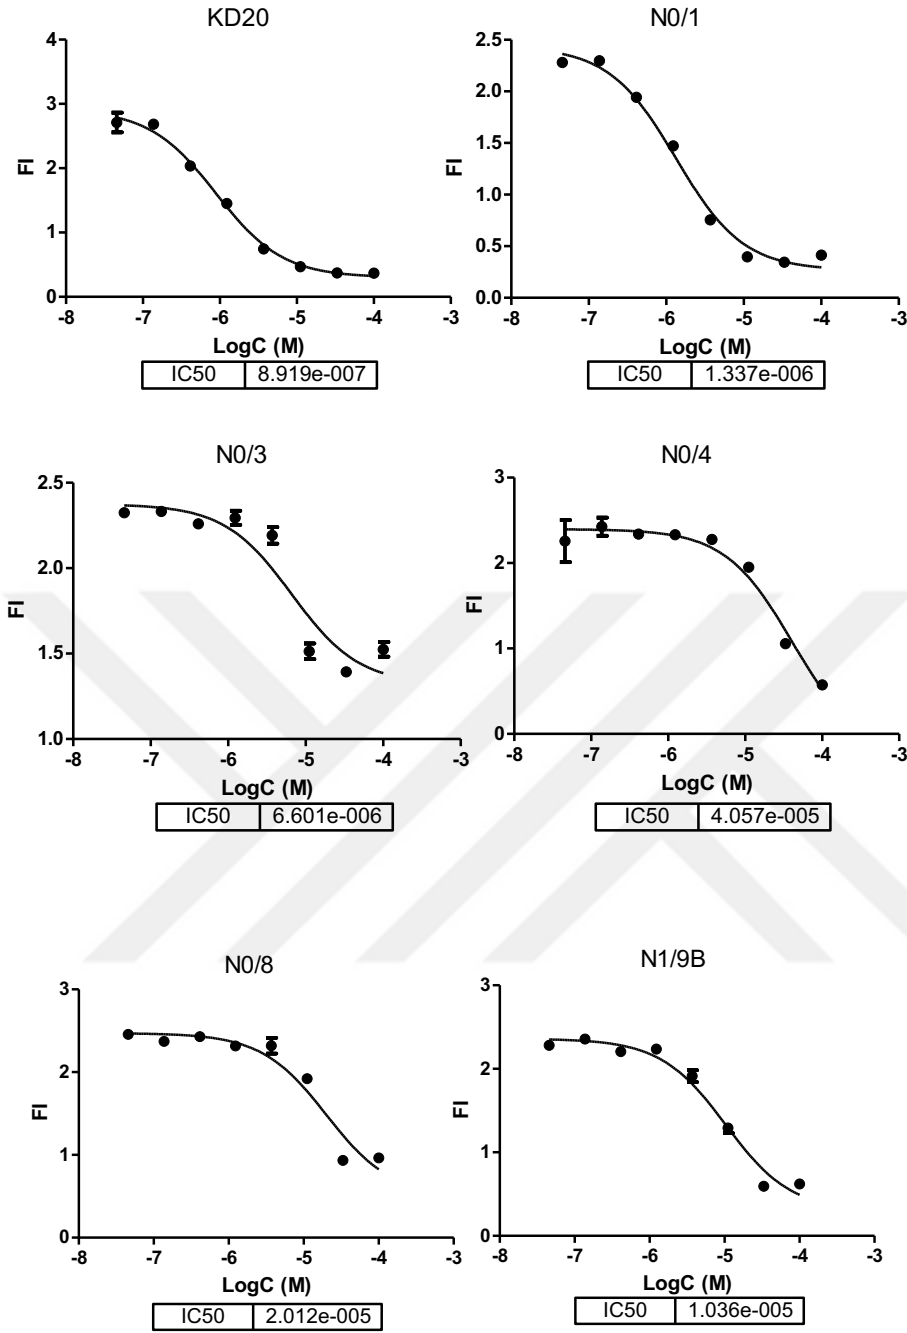 KD20
4
3
2
1
0
FI
-8 -7 -6 -5 -4 -3
LogC (M)
IC50 8.919e-007
N0/1
2.5
2.0
1.5
1.0
0.5
0.0
FI
-8 -7 -6 -5 -4 -3
LogC (M)
IC50 1.337e-006
N0/3
2.5
2.0
1.5
1.0
FI
-8 -7 -6 -5 -4 -3
LogC (M)
IC50 6.601e-006
N0/4
3
2
1
0
FI
-8 -7 -6 -5 -4 -3
LogC (M)
IC50 4.057e-005
N0/8
3
2
1
0
FI
-8 -7 -6 -5 -4 -3
LogC (M)
IC50 2.012e-005
N1/9B
3
2
1
0
FI
-8 -7 -6 -5 -4 -3
LogC (M)
IC50 1.036e-005